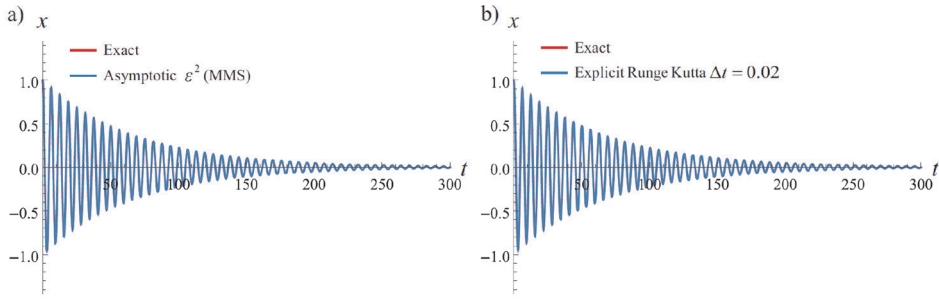 a) x
Exact
Asymptotic ε² (MMS)
1.0
0.5
0.0
−0.5
−1.0
50 100 150 200 250 300 t
b) x
Exact
Explicit Runge Kutta Δt = 0.02
1.0
0.5
0.0
−0.5
−1.0
50 100 150 200 250 300 t